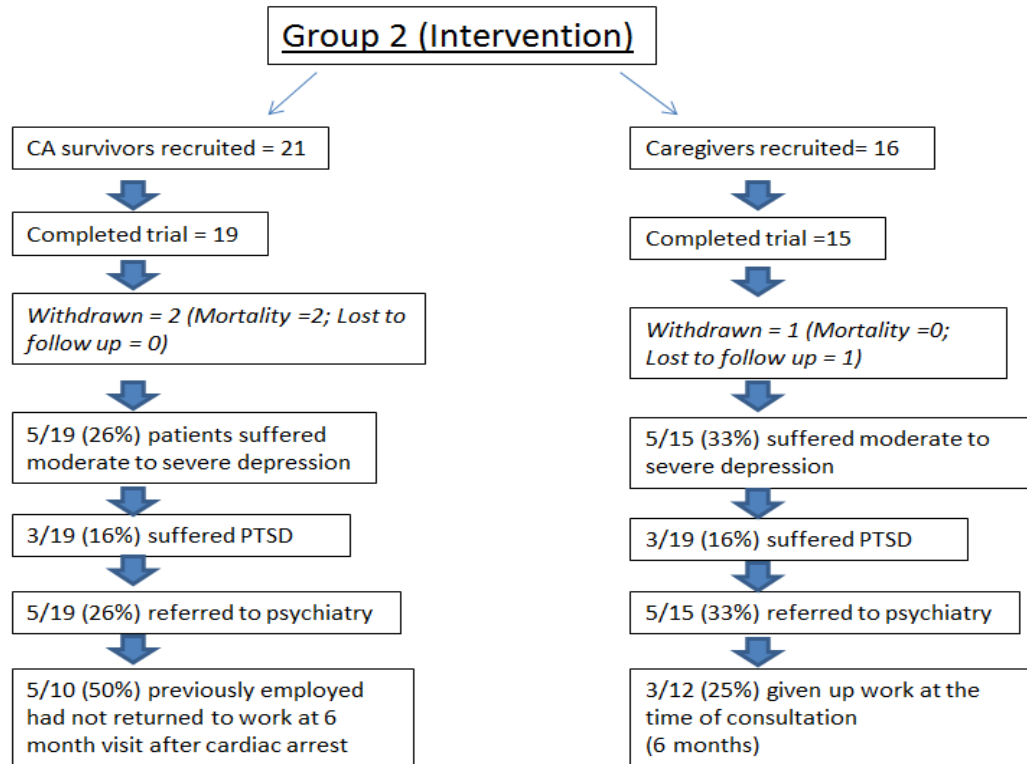 Group 2 (Intervention)
CA survivors recruited = 21
Completed trial = 19
Withdrawn = 2 (Mortality =2; Lost to
follow up = 0)
5/19 (26%) patients suffered
moderate to severe depression
3/19 (16%) suffered PTSD
5/19 (26%) referred to psychiatry
5/10 (50%) previously employed
had not returned to work at 6
month visit after cardiac arrest
Caregivers recruited= 16
Completed trial =15
Withdrawn = 1 (Mortality =0;
Lost to follow up = 1)
5/15 (33%) suffered moderate to
severe depression
3/19 (16%) suffered PTSD
5/15 (33%) referred to psychiatry
3/12 (25%) given up work at the
time of consultation
(6 months)